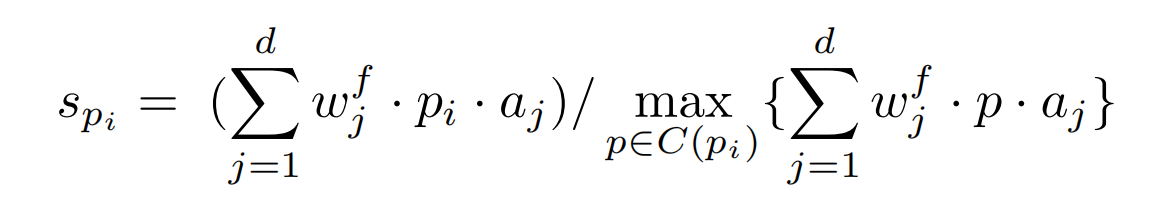 s_{p_i} = (\sum_{j=1}^{d} w_j^f \cdot p_i \cdot a_j) / \max_{p \in C(p_i)} \{\sum_{j=1}^{d} w_j^f \cdot p \cdot a_j\}